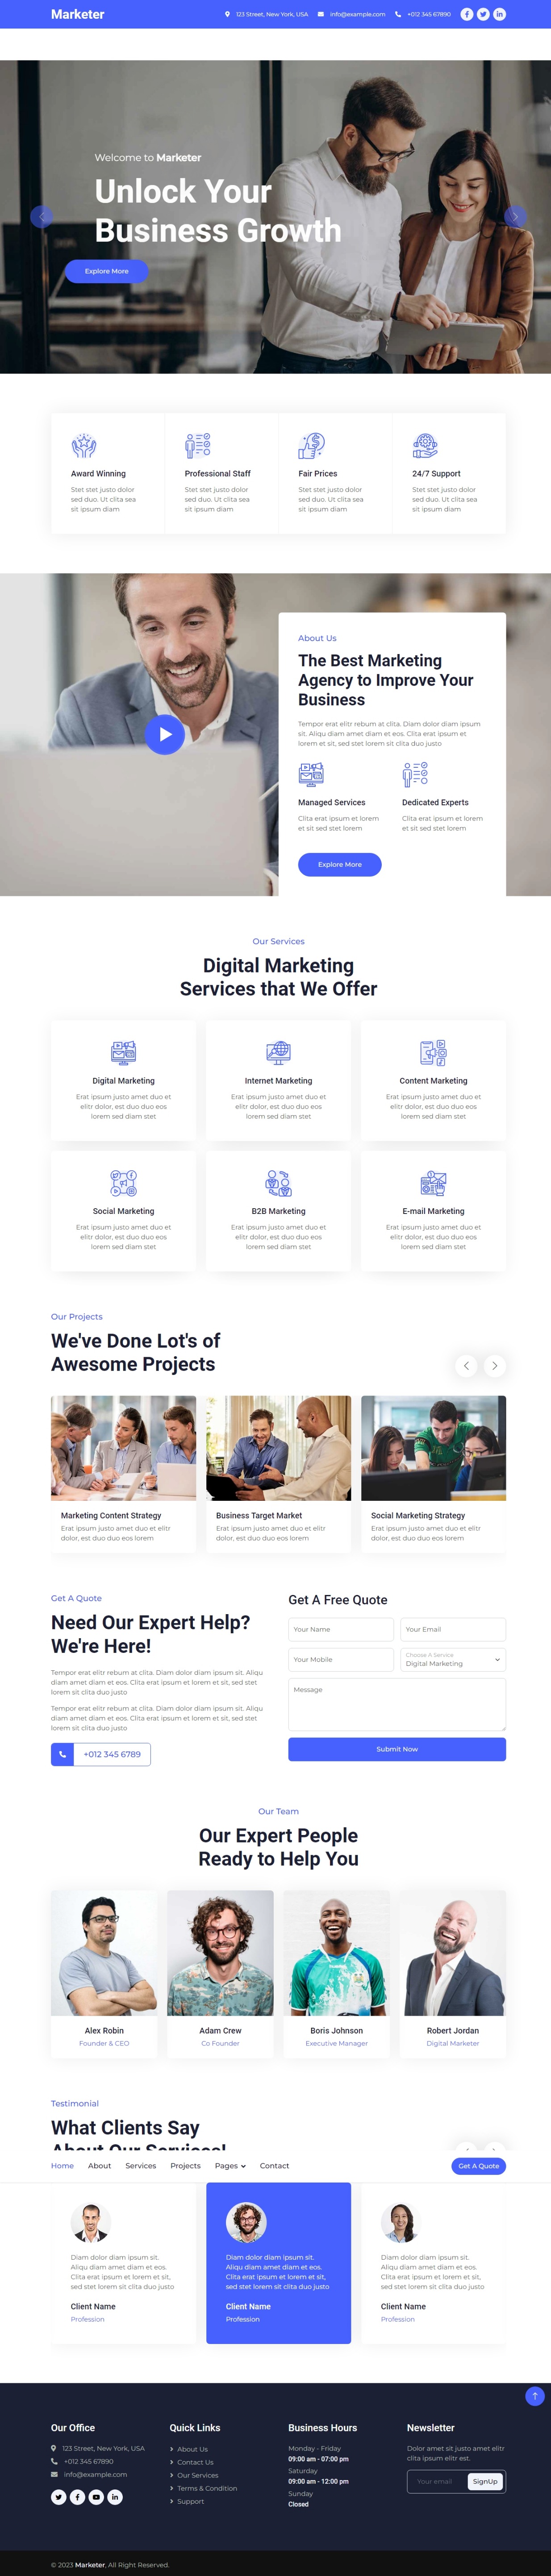 Marketer
123 Street, New York, USA
info@example.com
+012 345 67890
Welcome to Marketer
Unlock Your
Business Growth
Explore More
Award Winning
Stet stet justo dolor
sed duo. Ut clita sea
sit ipsum diam
Professional Staff
Stet stet justo dolor
sed duo. Ut clita sea
sit ipsum diam
Fair Prices
Stet stet justo dolor
sed duo. Ut clita sea
sit ipsum diam
24/7 Support
Stet stet justo dolor
sed duo. Ut clita sea
sit ipsum diam
About Us
The Best Marketing
Agency to Improve Your
Business
Tempor erat elitr rebum at clita. Diam dolor diam ipsum
sit. Aliqu diam amet diam et eos. Clita erat ipsum et
lorem et sit, sed stet lorem sit clita duo justo
Managed Services
Clita erat ipsum et lorem
et sit sed stet lorem
Dedicated Experts
Clita erat ipsum et lorem
et sit sed stet lorem
Explore More
Our Services
Digital Marketing
Services that We Offer
Digital Marketing
Erat ipsum justo amet duo et
elitr dolor, est duo duo eos
lorem sed diam stet
Internet Marketing
Erat ipsum justo amet duo et
elitr dolor, est duo duo eos
lorem sed diam stet
Content Marketing
Erat ipsum justo amet duo et
elitr dolor, est duo duo eos
lorem sed diam stet
Social Marketing
Erat ipsum justo amet duo et
elitr dolor, est duo duo eos
lorem sed diam stet
B2B Marketing
Erat ipsum justo amet duo et
elitr dolor, est duo duo eos
lorem sed diam stet
E-mail Marketing
Erat ipsum justo amet duo et
elitr dolor, est duo duo eos
lorem sed diam stet
Our Projects
We've Done Lot's of
Awesome Projects
Marketing Content Strategy
Erat ipsum justo amet duo et elitr
dolor, est duo duo eos lorem
Business Target Market
Erat ipsum justo amet duo et elitr
dolor, est duo duo eos lorem
Social Marketing Strategy
Erat ipsum justo amet duo et elitr
dolor, est duo duo eos lorem
Get A Quote
Need Our Expert Help?
We're Here!
Tempor erat elitr rebum at clita. Diam dolor diam ipsum sit. Aliqu
diam amet diam et eos. Clita erat ipsum et lorem et sit, sed stet
lorem sit clita duo justo
Tempor erat elitr rebum at clita. Diam dolor diam ipsum sit. Aliqu
diam amet diam et eos. Clita erat ipsum et lorem et sit, sed stet
lorem sit clita duo justo
+012 345 6789
Get A Free Quote
Your Name
Your Email
Your Mobile
Choose A Service
Digital Marketing
Message
Submit Now
Our Team
Our Expert People
Ready to Help You
Alex Robin
Founder & CEO
Adam Crew
Co Founder
Boris Johnson
Executive Manager
Robert Jordan
Digital Marketer
Testimonial
What Clients Say
About Our Services!
Home
About
Services
Projects
Pages
Contact
Get A Quote
Diam dolor diam ipsum sit.
Aliqu diam amet diam et eos.
Clita erat ipsum et lorem et sit,
sed stet lorem sit clita duo justo
Client Name
Profession
Diam dolor diam ipsum sit.
Aliqu diam amet diam et eos.
Clita erat ipsum et lorem et sit,
sed stet lorem sit clita duo justo
Client Name
Profession
Diam dolor diam ipsum sit.
Aliqu diam amet diam et eos.
Clita erat ipsum et lorem et sit,
sed stet lorem sit clita duo justo
Client Name
Profession
Our Office
123 Street, New York, USA
+012 345 67890
info@example.com
Quick Links
About Us
Contact Us
Our Services
Terms & Condition
Support
Business Hours
Monday - Friday
09:00 am - 07:00 pm
Saturday
09:00 am - 12:00 pm
Sunday
Closed
Newsletter
Dolor amet sit justo amet elitr
clita ipsum elitr est.
Your email
SignUp
© 2023 Marketer. All Right Reserved.